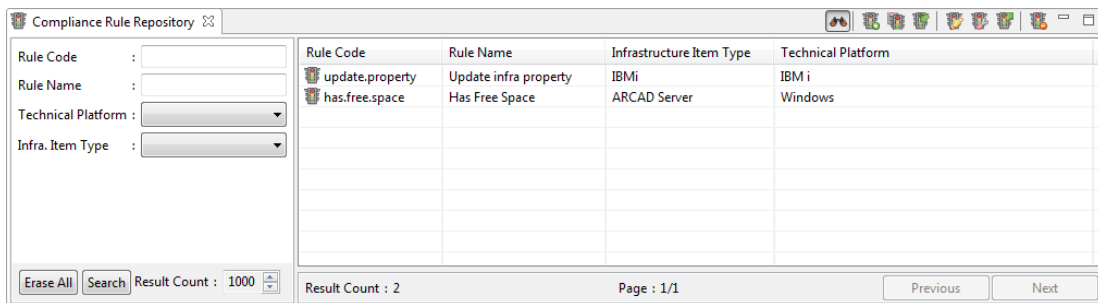 Compliance Rule Repository
Rule Code :
Rule Name :
Technical Platform :
Infra. Item Type :
Erase All Search Result Count : 1000
Rule Code Rule Name Infrastructure Item Type Technical Platform
update.property Update infra property IBMi IBM i
has.free.space Has Free Space ARCAD Server Windows
Result Count : 2 Page : 1/1 Previous Next